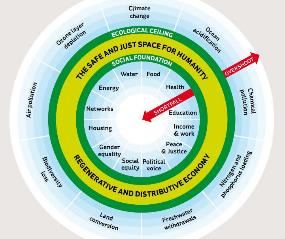 Climate
change
Ocean
acidification
Chemical
pollution
Nitrogen and
phosphorus loading
Freshwater
withdrawals
Land
conversion
Biodiversity
loss
Air pollution
Ozone layer
depletion
ECOLOGICAL CEILING
THE SAFE AND JUST SPACE FOR HUMANITY
SOCIAL FOUNDATION
OVERSHOOT
SHORTFALL
Water
Food
Health
Education
Income
& work
Peace
& Justice
Political
voice
Social
equity
Gender
equality
Housing
Networks
Energy
REGENERATIVE AND DISTRIBUTIVE ECONOMY